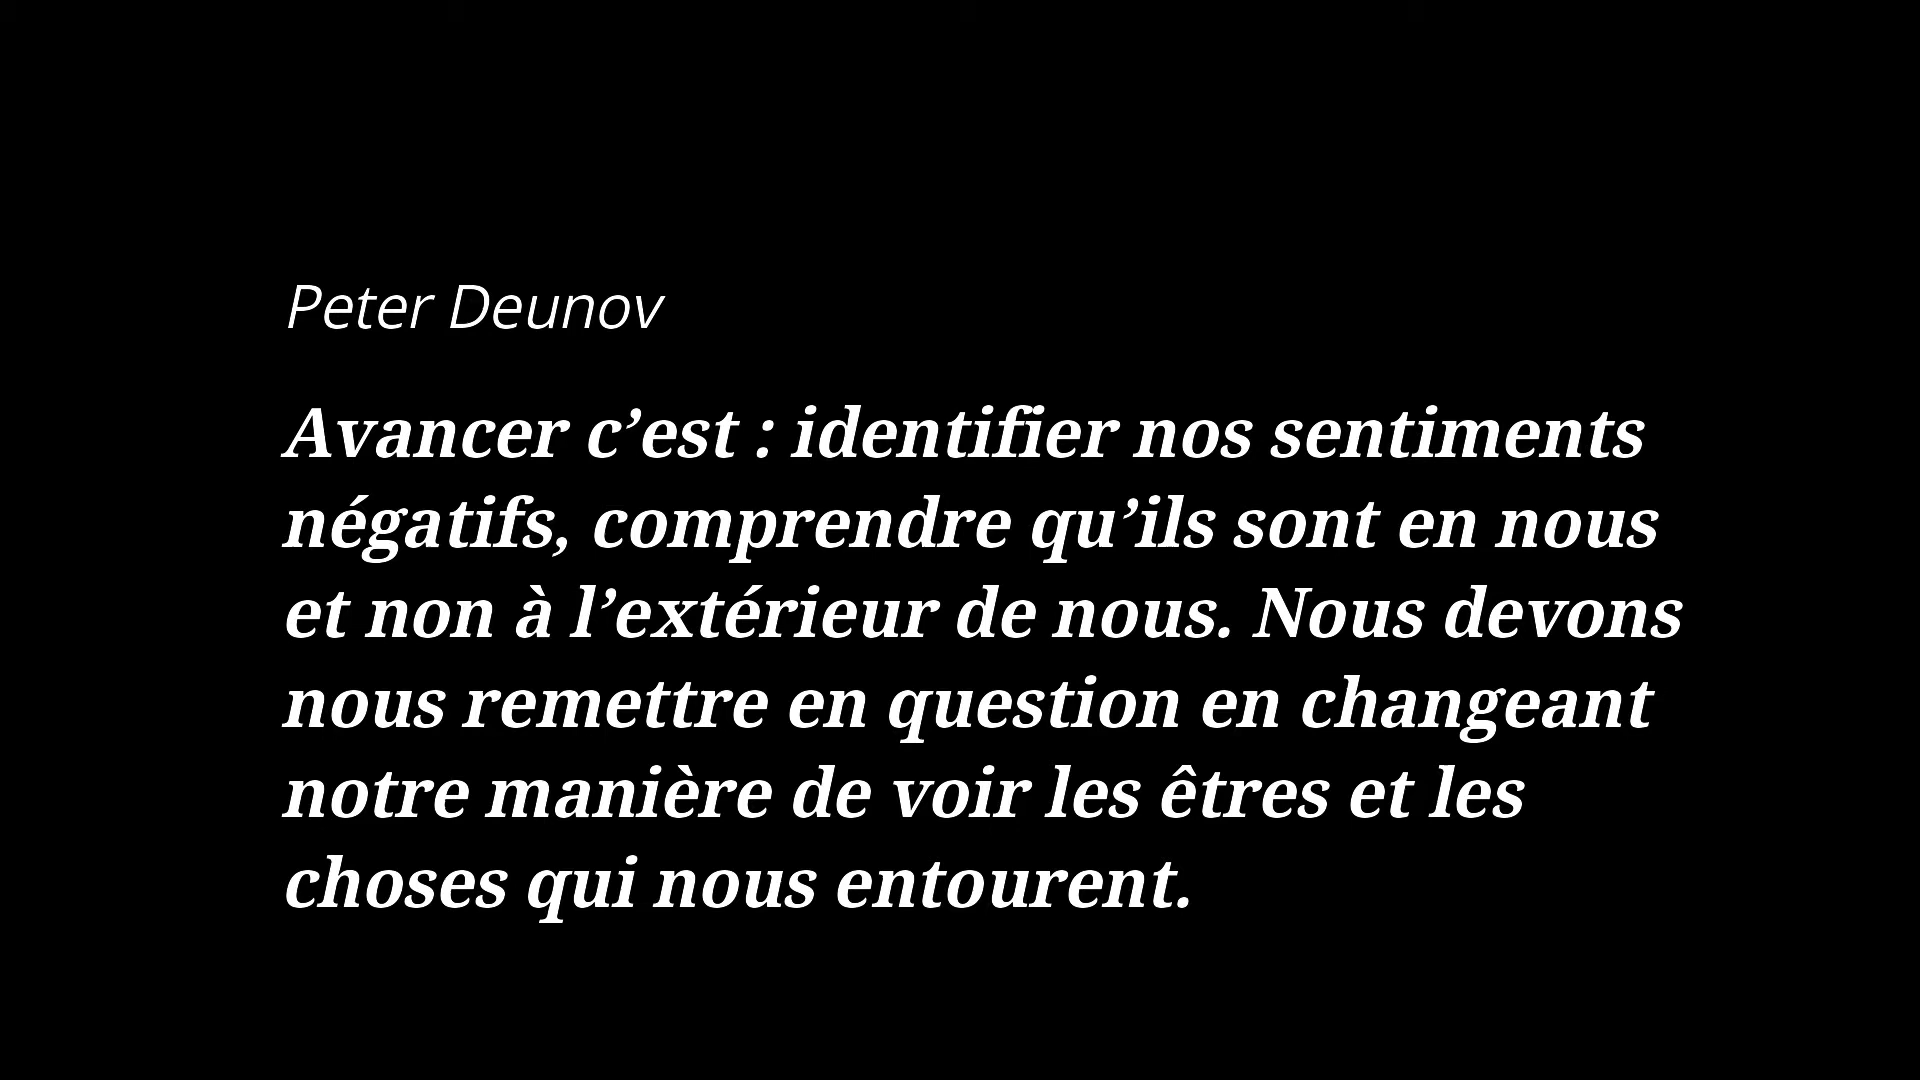 Peter Deunov
Avancer c’est : identifier nos sentiments
négatifs, comprendre qu’ils sont en nous
et non à l’extérieur de nous. Nous devons
nous remettre en question en changeant
notre manière de voir les êtres et les
choses qui nous entourent.